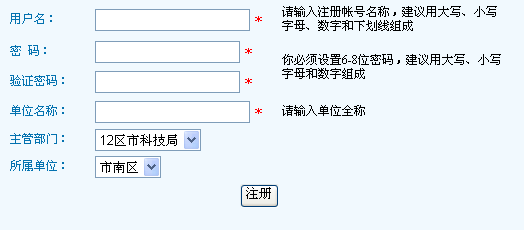 用户名： * 请输入注册帐号名称，建议用大写、小写
字母、数字和下划线组成
密 码： *
你必须设置6-8位密码，建议用大写、小写
字母和数字组成
验证密码： *
单位名称： * 请输入单位全称
主管部门： 12区市科技局
所属单位： 市南区
注册